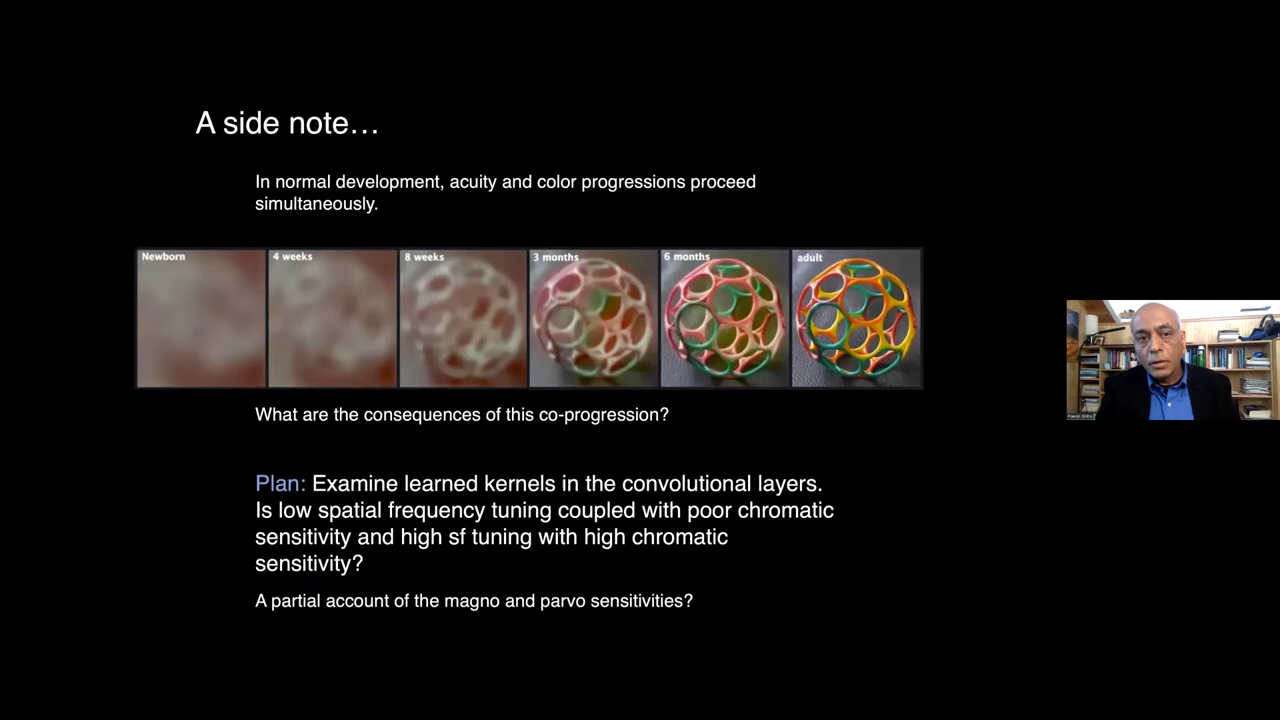 A side note…
In normal development, acuity and color progressions proceed
simultaneously.
Newborn
4 weeks
8 weeks
3 months
6 months
adult
What are the consequences of this co-progression?
Plan: Examine learned kernels in the convolutional layers.
Is low spatial frequency tuning coupled with poor chromatic
sensitivity and high sf tuning with high chromatic
sensitivity?
A partial account of the magno and parvo sensitivities?
Pawan Sinha